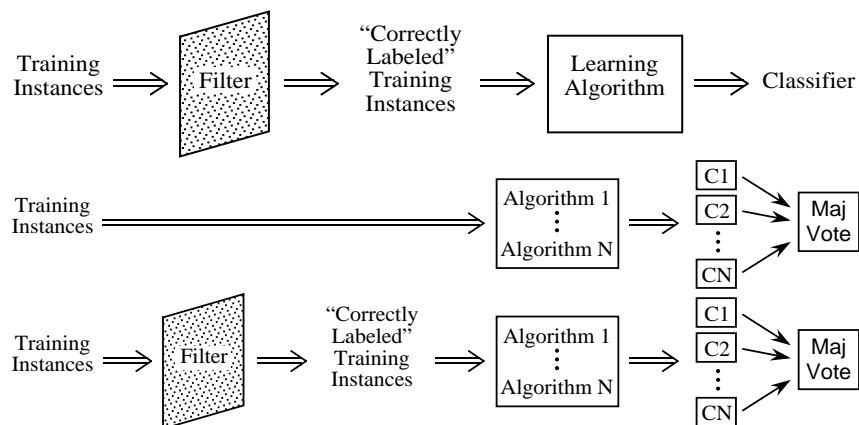 Training
Instances
Filter
“Correctly
Labeled”
Training
Instances
Learning
Algorithm
Classifier
Training
Instances
Algorithm 1
Algorithm N
C1
C2
CN
Maj
Vote
Training
Instances
Filter
“Correctly
Labeled”
Training
Instances
Algorithm 1
Algorithm N
C1
C2
CN
Maj
Vote